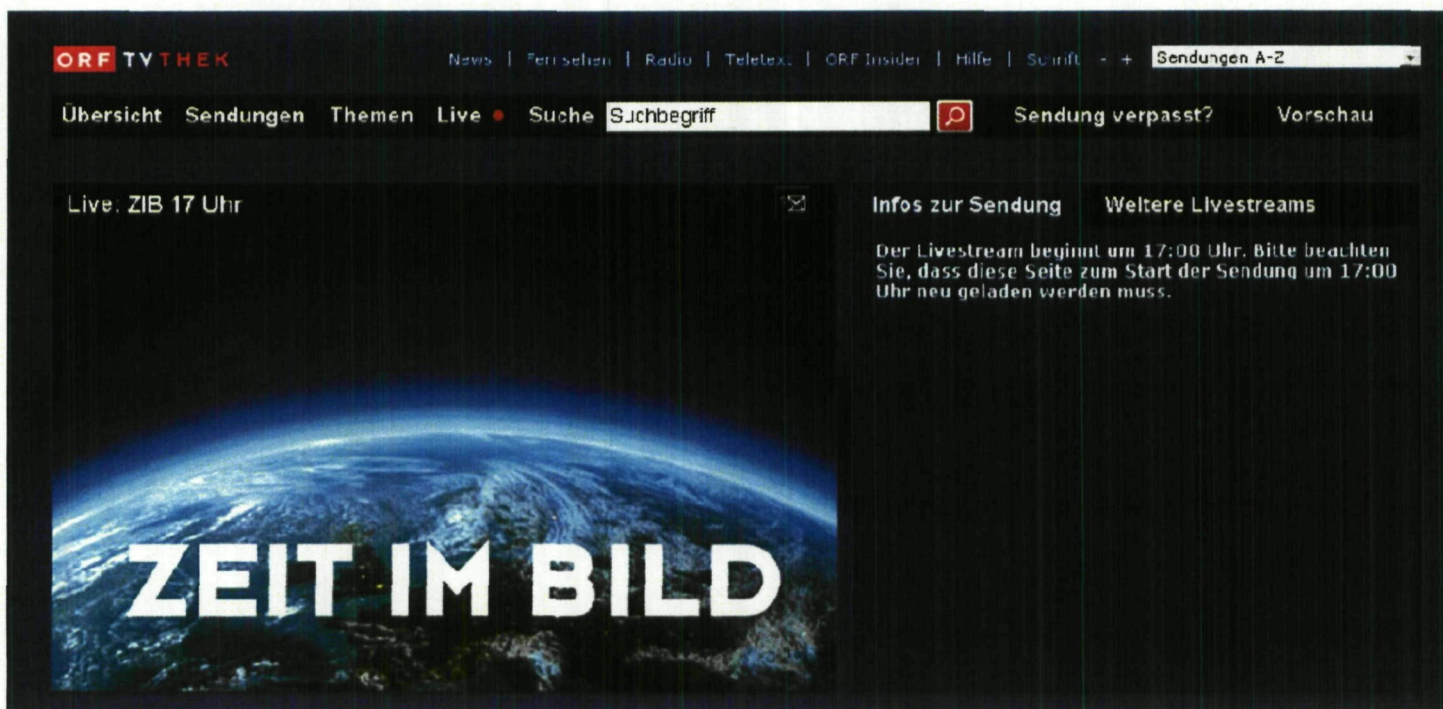 ORF TVTHEK
News | Fernsehen | Radio | Teletext | ORF Insider | Hilfe | Schrift - + Sendungen A-Z
Übersicht Sendungen Themen Live Suche Suchbegriff Sendung verpasst? Vorschau
Live: ZIB 17 Uhr
Infos zur Sendung Weitere Livestreams
Der Livestream beginnt um 17:00 Uhr. Bitte beachten
Sie, dass diese Seite zum Start der Sendung um 17:00
Uhr neu geladen werden muss.
ZEIT IM BILD